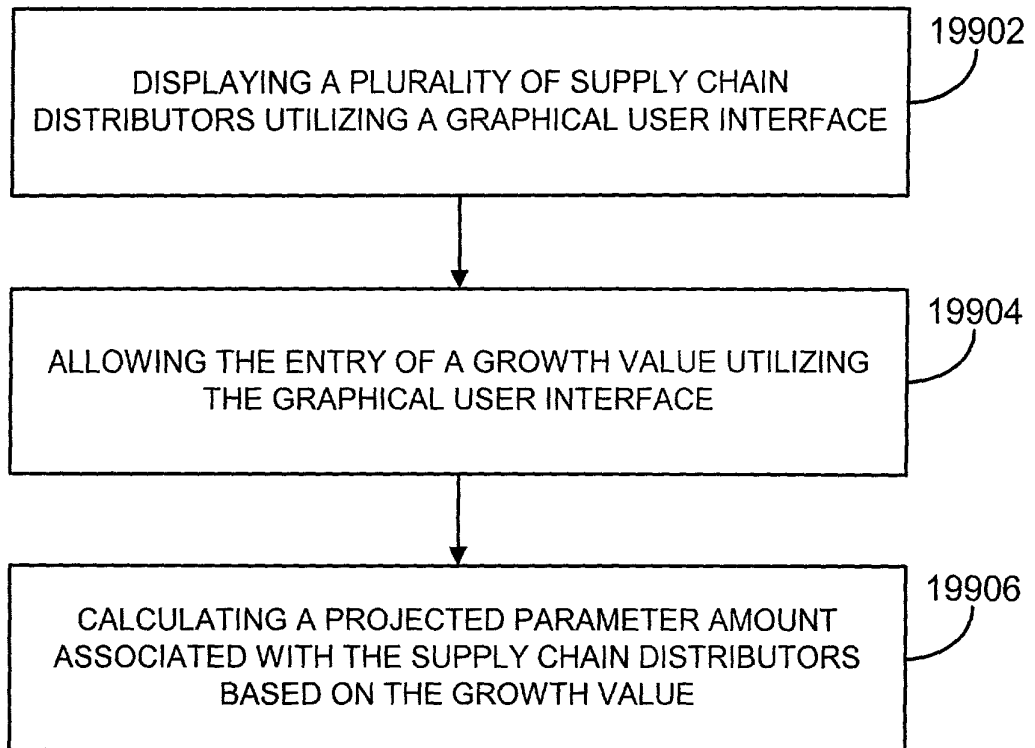 19902
DISPLAYING A PLURALITY OF SUPPLY CHAIN
DISTRIBUTORS UTILIZING A GRAPHICAL USER INTERFACE
19904
ALLOWING THE ENTRY OF A GROWTH VALUE UTILIZING
THE GRAPHICAL USER INTERFACE
19906
CALCULATING A PROJECTED PARAMETER AMOUNT
ASSOCIATED WITH THE SUPPLY CHAIN DISTRIBUTORS
BASED ON THE GROWTH VALUE